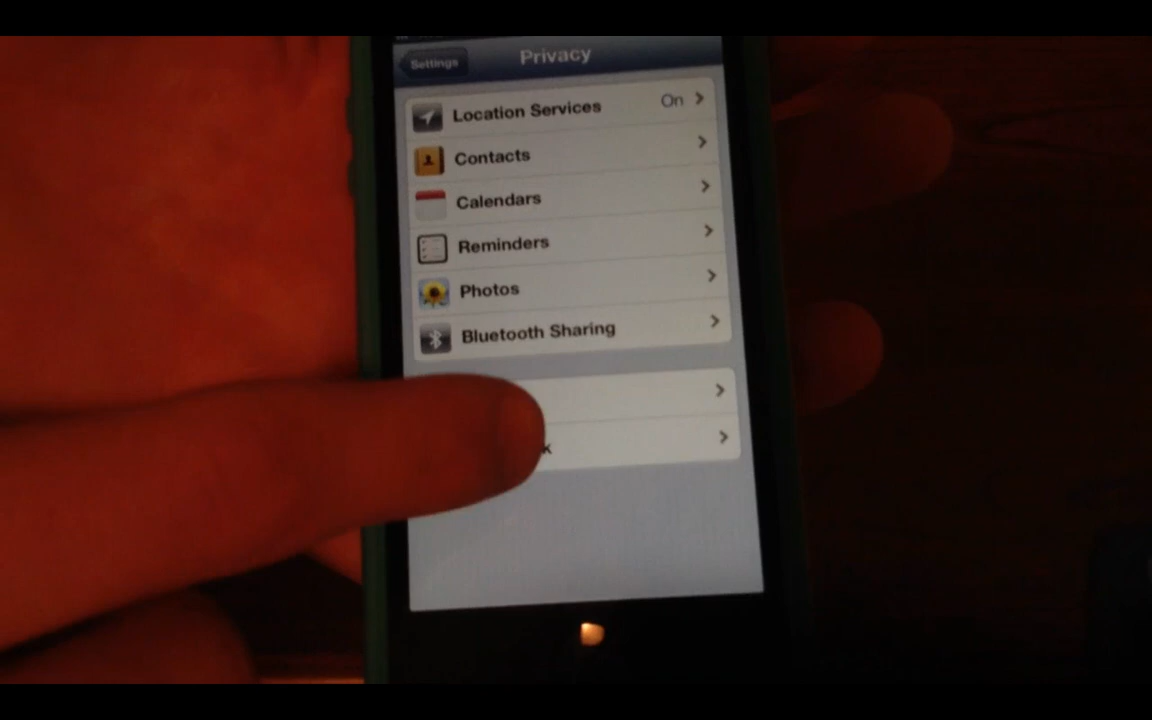 Settings
Privacy
Location Services On
Contacts
Calendars
Reminders
Photos
Bluetooth Sharing
k